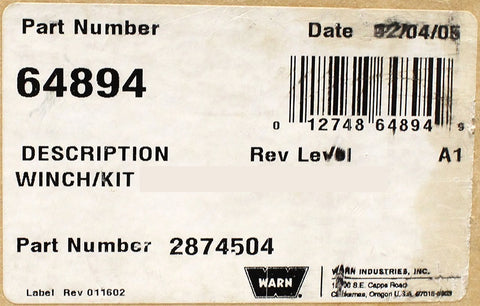 Part Number
Date 02/04/05
64894
0 12748 64894 9
DESCRIPTION
Rev Level A1
WINCH/KIT
Part Number 2874504
WARN
WARN INDUSTRIES, INC.
S.E. Capps Road
Clackamas, Oregon U.S.A.
Label Rev 011602